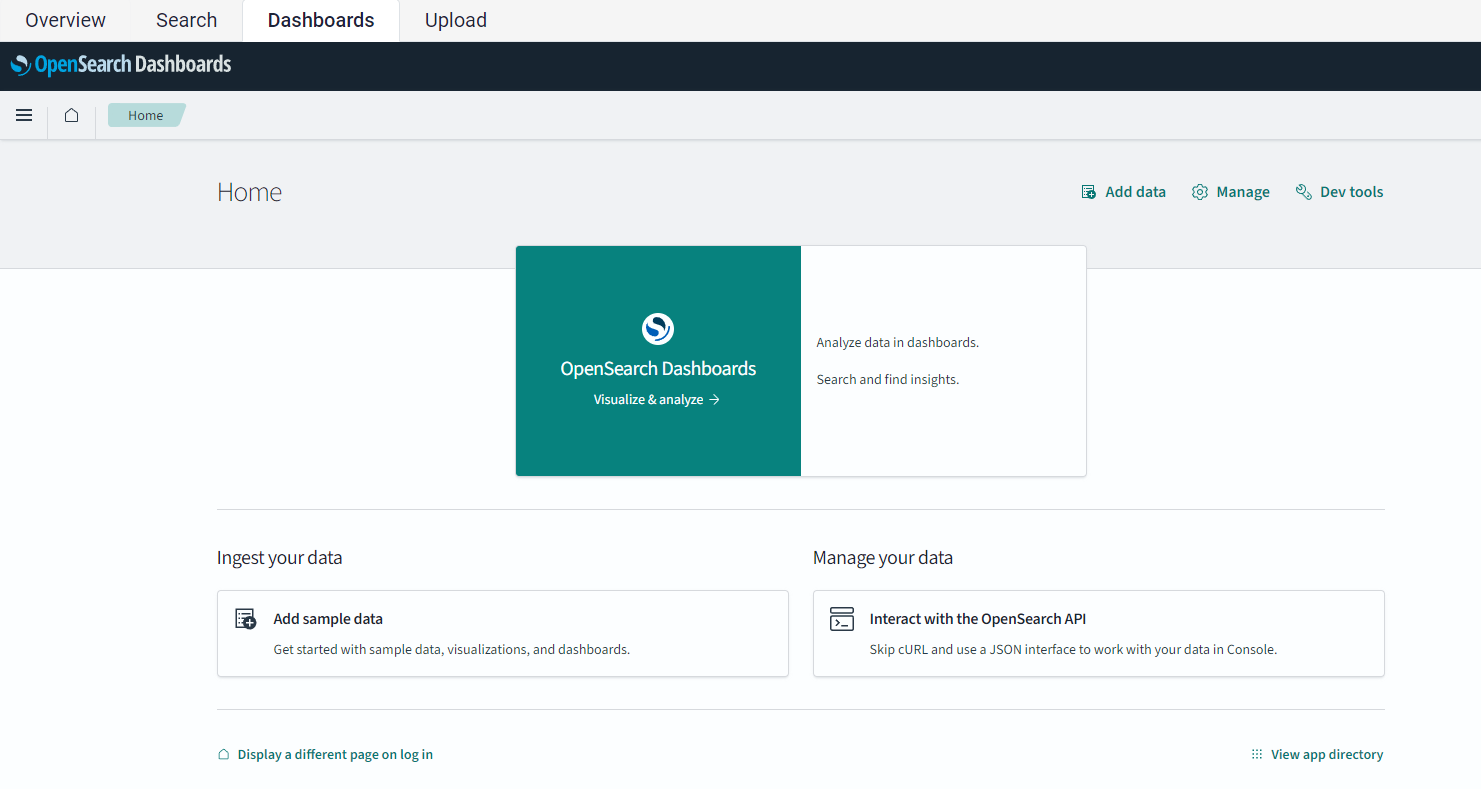 Overview Search Dashboards Upload
OpenSearch Dashboards
Home
Home
Add data Manage Dev tools
OpenSearch Dashboards
Visualize & analyze →
Analyze data in dashboards.
Search and find insights.
Ingest your data
Add sample data
Get started with sample data, visualizations, and dashboards.
Manage your data
Interact with the OpenSearch API
Skip cURL and use a JSON interface to work with your data in Console.
Display a different page on log in
View app directory